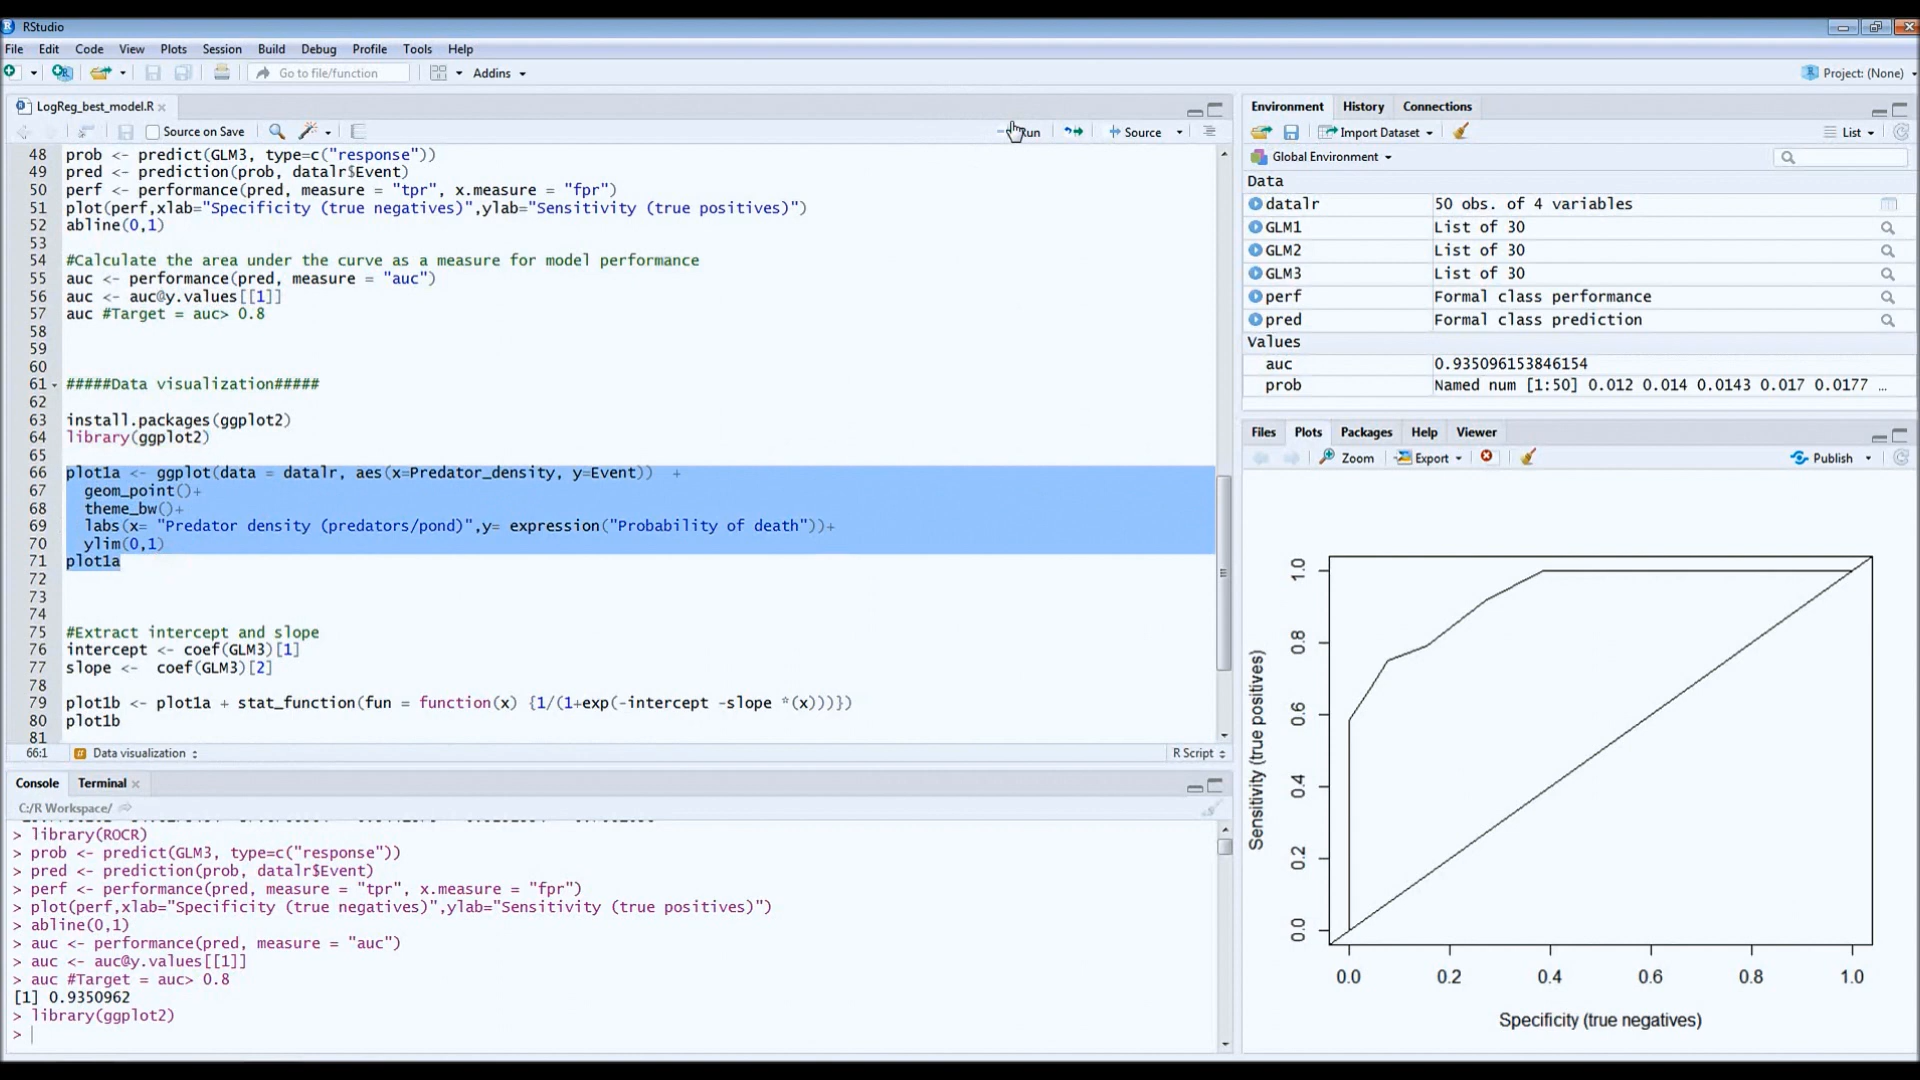 RStudio
File Edit Code View Plots Session Build Debug Profile Tools Help
Go to file/function
Addins
Project: (None)
LogReg_best_model.R
Source on Save
Run
Source
48 prob <- predict(GLM3, type=c("response"))
49 pred <- prediction(prob, datalr$Event)
50 perf <- performance(pred, measure = "tpr", x.measure = "fpr")
51 plot(perf,xlab="Specificity (true negatives)",ylab="Sensitivity (true positives)")
52 abline(0,1)
53
54 #Calculate the area under the curve as a measure for model performance
55 auc <- performance(pred, measure = "auc")
56 auc <- auc@y.values[[1]]
57 auc #Target = auc> 0.8
58
59
60
61 #####Data visualization#####
62
63 install.packages(ggplot2)
64 library(ggplot2)
65
66 plot1a <- ggplot(data = datalr, aes(x=Predator_density, y=Event)) +
67 geom_point()+
68 theme_bw()+
69 labs(x= "Predator density (predators/pond)",y= expression("Probability of death"))+
70 ylim(0,1)
71 plot1a
72
73
74
75 #Extract intercept and slope
76 intercept <- coef(GLM3)[1]
77 slope <- coef(GLM3)[2]
78
79 plot1b <- plot1a + stat_function(fun = function(x) {1/(1+exp(-intercept -slope *(x)))})
80 plot1b
81
66:1 Data visualization R Script
Console Terminal
C:/R Workspace/
> library(ROCR)
> prob <- predict(GLM3, type=c("response"))
> pred <- prediction(prob, datalr$Event)
> perf <- performance(pred, measure = "tpr", x.measure = "fpr")
> plot(perf,xlab="Specificity (true negatives)",ylab="Sensitivity (true positives)")
> abline(0,1)
> auc <- performance(pred, measure = "auc")
> auc <- auc@y.values[[1]]
> auc #Target = auc> 0.8
[1] 0.9350962
> library(ggplot2)
>
Environment History Connections
Import Dataset
List
Global Environment
Data
datalr 50 obs. of 4 variables
GLM1 List of 30
GLM2 List of 30
GLM3 List of 30
perf Formal class performance
pred Formal class prediction
Values
auc 0.935096153846154
prob Named num [1:50] 0.012 0.014 0.0143 0.017 0.0177 ...
Files Plots Packages Help Viewer
Zoom Export Publish
Sensitivity (true positives)
1.0
0.8
0.6
0.4
0.2
0.0
0.0 0.2 0.4 0.6 0.8 1.0
Specificity (true negatives)